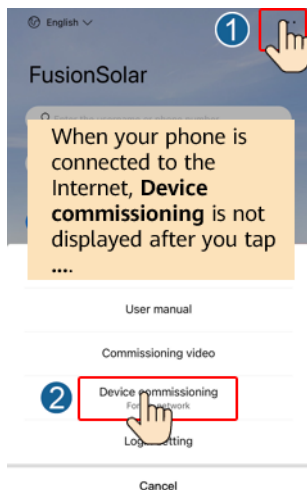 English
1
FusionSolar
When your phone is
connected to the
Internet, Device
commissioning is not
displayed after you tap
....
User manual
Commissioning video
2
Device commissioning
network
Setting
Cancel